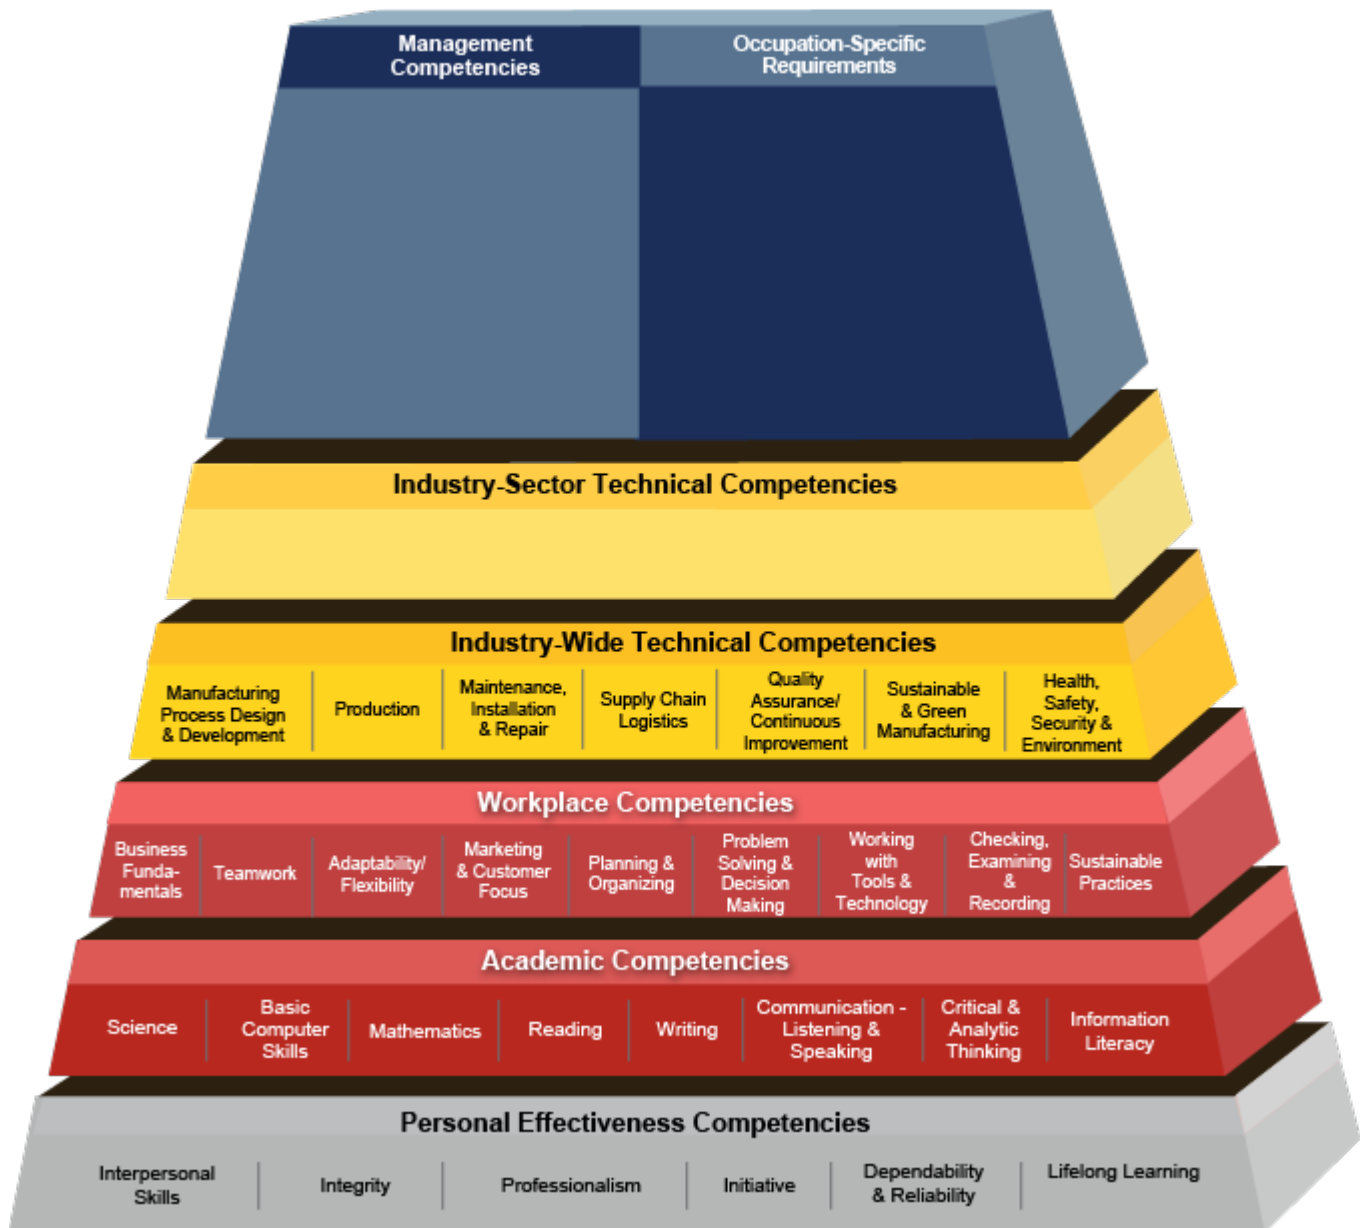 Management
Competencies
Occupation-Specific
Requirements
Industry-Sector Technical Competencies
Industry-Wide Technical Competencies
Manufacturing
Process Design
& Development
Production
Maintenance,
Installation
& Repair
Supply Chain
Logistics
Quality
Assurance/
Continuous
Improvement
Sustainable
& Green
Manufacturing
Health,
Safety,
Security &
Environment
Workplace Competencies
Business
Funda-
mentals
Teamwork
Adaptability/
Flexibility
Marketing
& Customer
Focus
Planning &
Organizing
Problem
Solving &
Decision
Making
Working
with
Tools &
Technology
Checking,
Examining
&
Recording
Sustainable
Practices
Academic Competencies
Science
Basic
Computer
Skills
Mathematics
Reading
Writing
Communication -
Listening &
Speaking
Critical &
Analytic
Thinking
Information
Literacy
Personal Effectiveness Competencies
Interpersonal
Skills
Integrity
Professionalism
Initiative
Dependability
& Reliability
Lifelong Learning